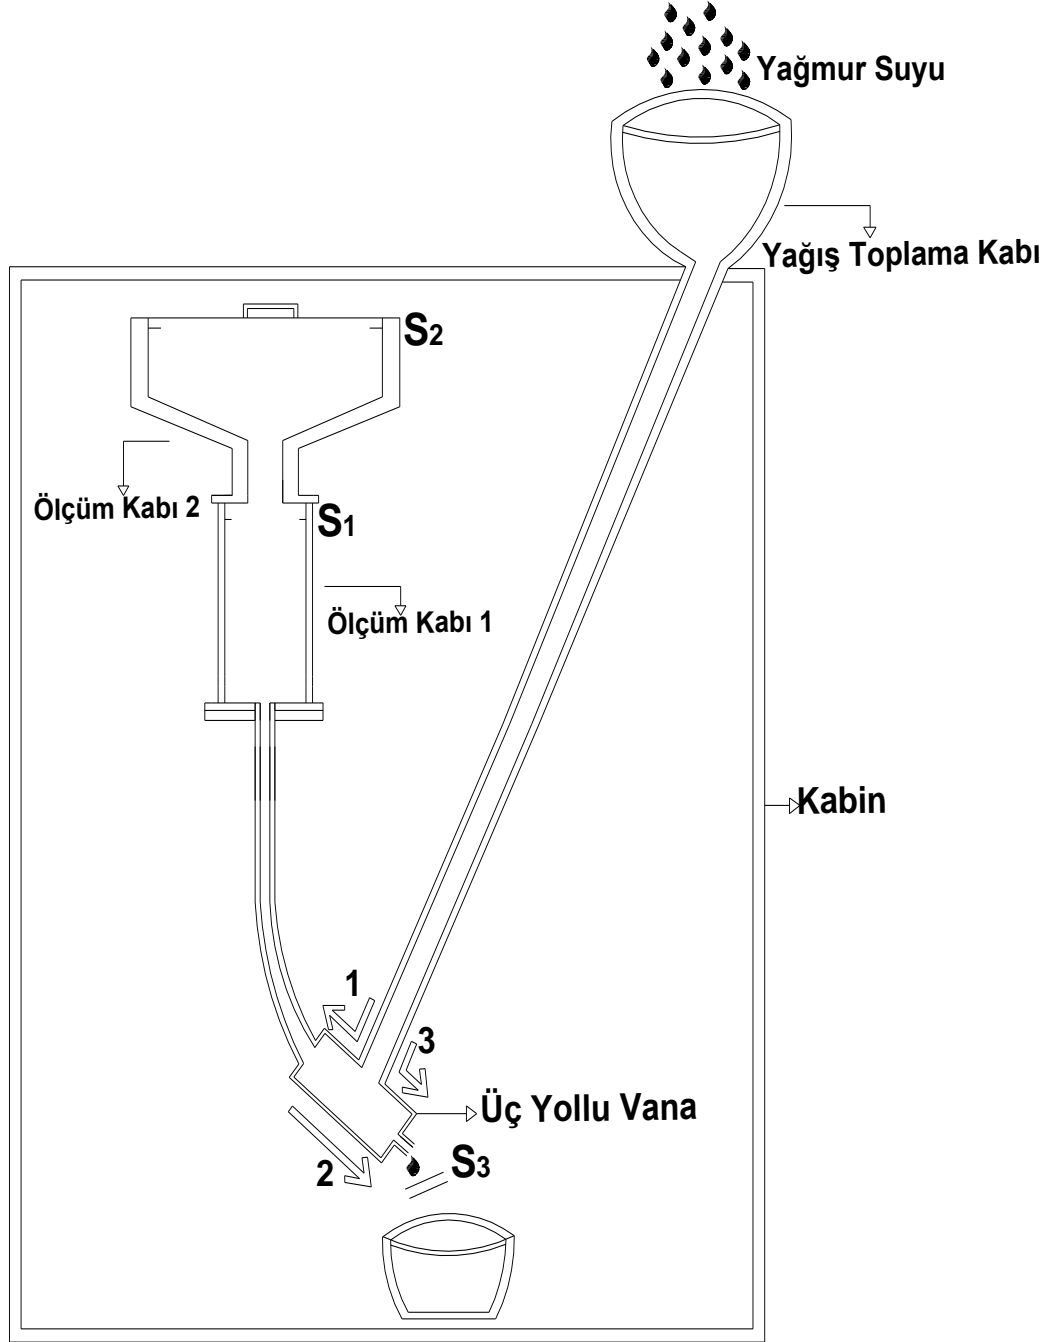 Yağmur Suyu
Yağış Toplama Kabı
S2
Ölçüm Kabı 2
S1
Ölçüm Kabı 1
Kabin
1
3
Üç Yollu Vana
2
S3